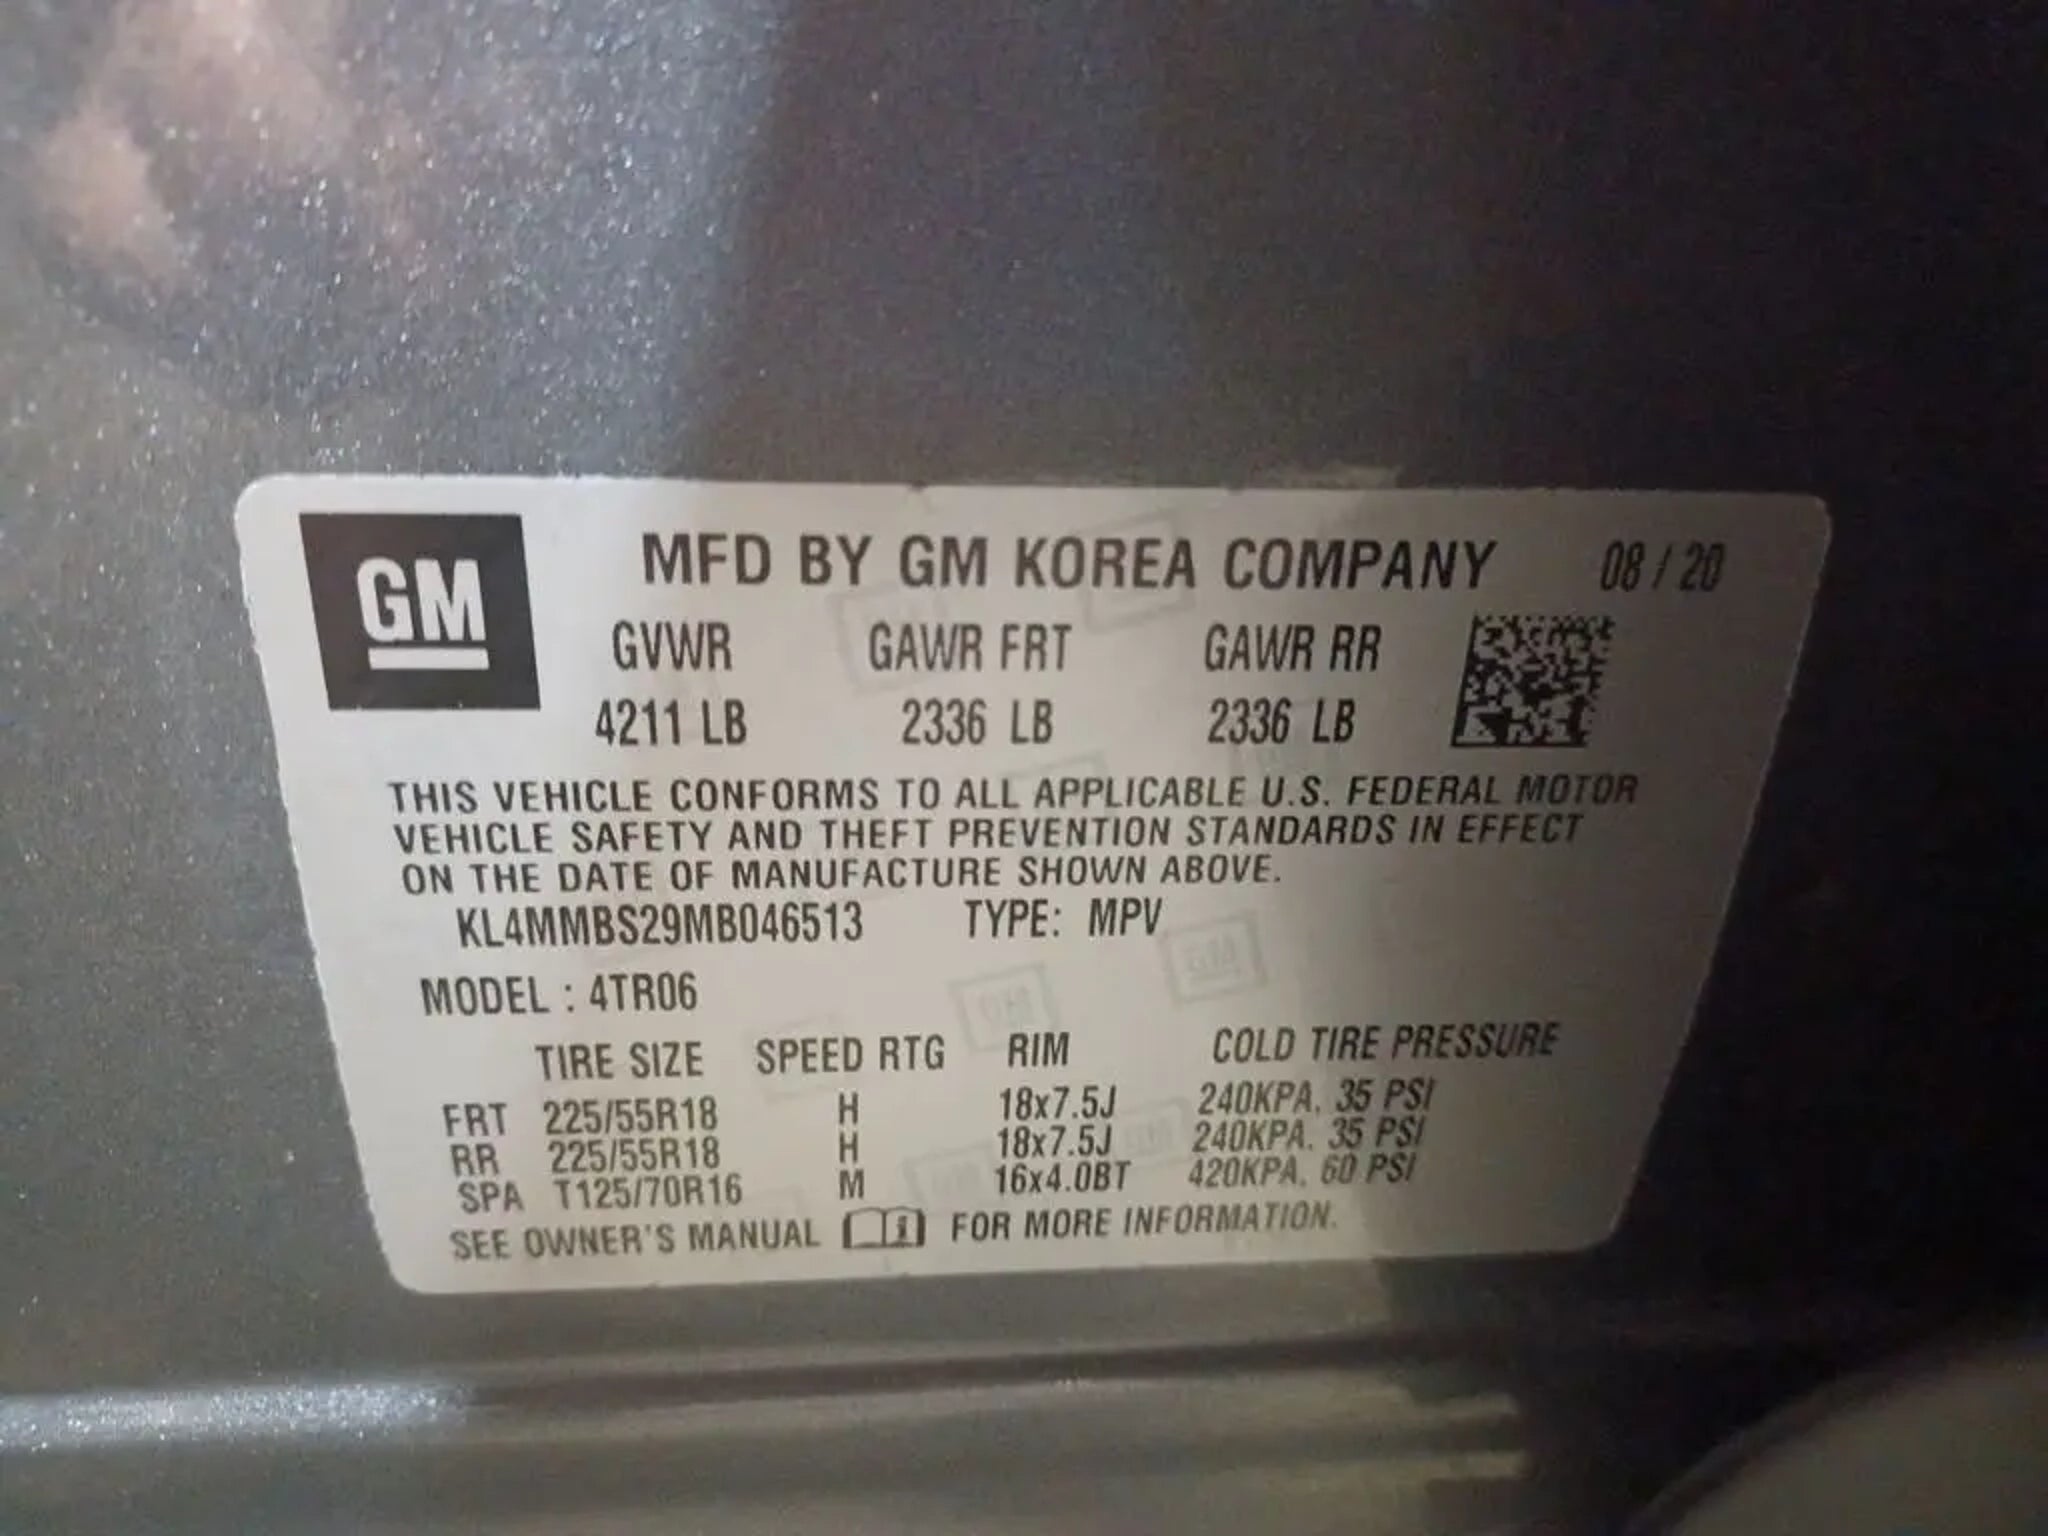 GM
MFD BY GM KOREA COMPANY 08 / 20
GVWR GAWR FRT GAWR RR
4211 LB 2336 LB 2336 LB
THIS VEHICLE CONFORMS TO ALL APPLICABLE U.S. FEDERAL MOTOR
VEHICLE SAFETY AND THEFT PREVENTION STANDARDS IN EFFECT
ON THE DATE OF MANUFACTURE SHOWN ABOVE.
KL4MMBS29MB046513 TYPE: MPV
MODEL : 4TR06
TIRE SIZE SPEED RTG RIM COLD TIRE PRESSURE
FRT 225/55R18 H 18x7.5J 240KPA, 35 PSI
RR 225/55R18 H 18x7.5J 240KPA. 35 PSI
SPA T125/70R16 M 16x4.0BT 420KPA, 60 PSI
SEE OWNER'S MANUAL FOR MORE INFORMATION.